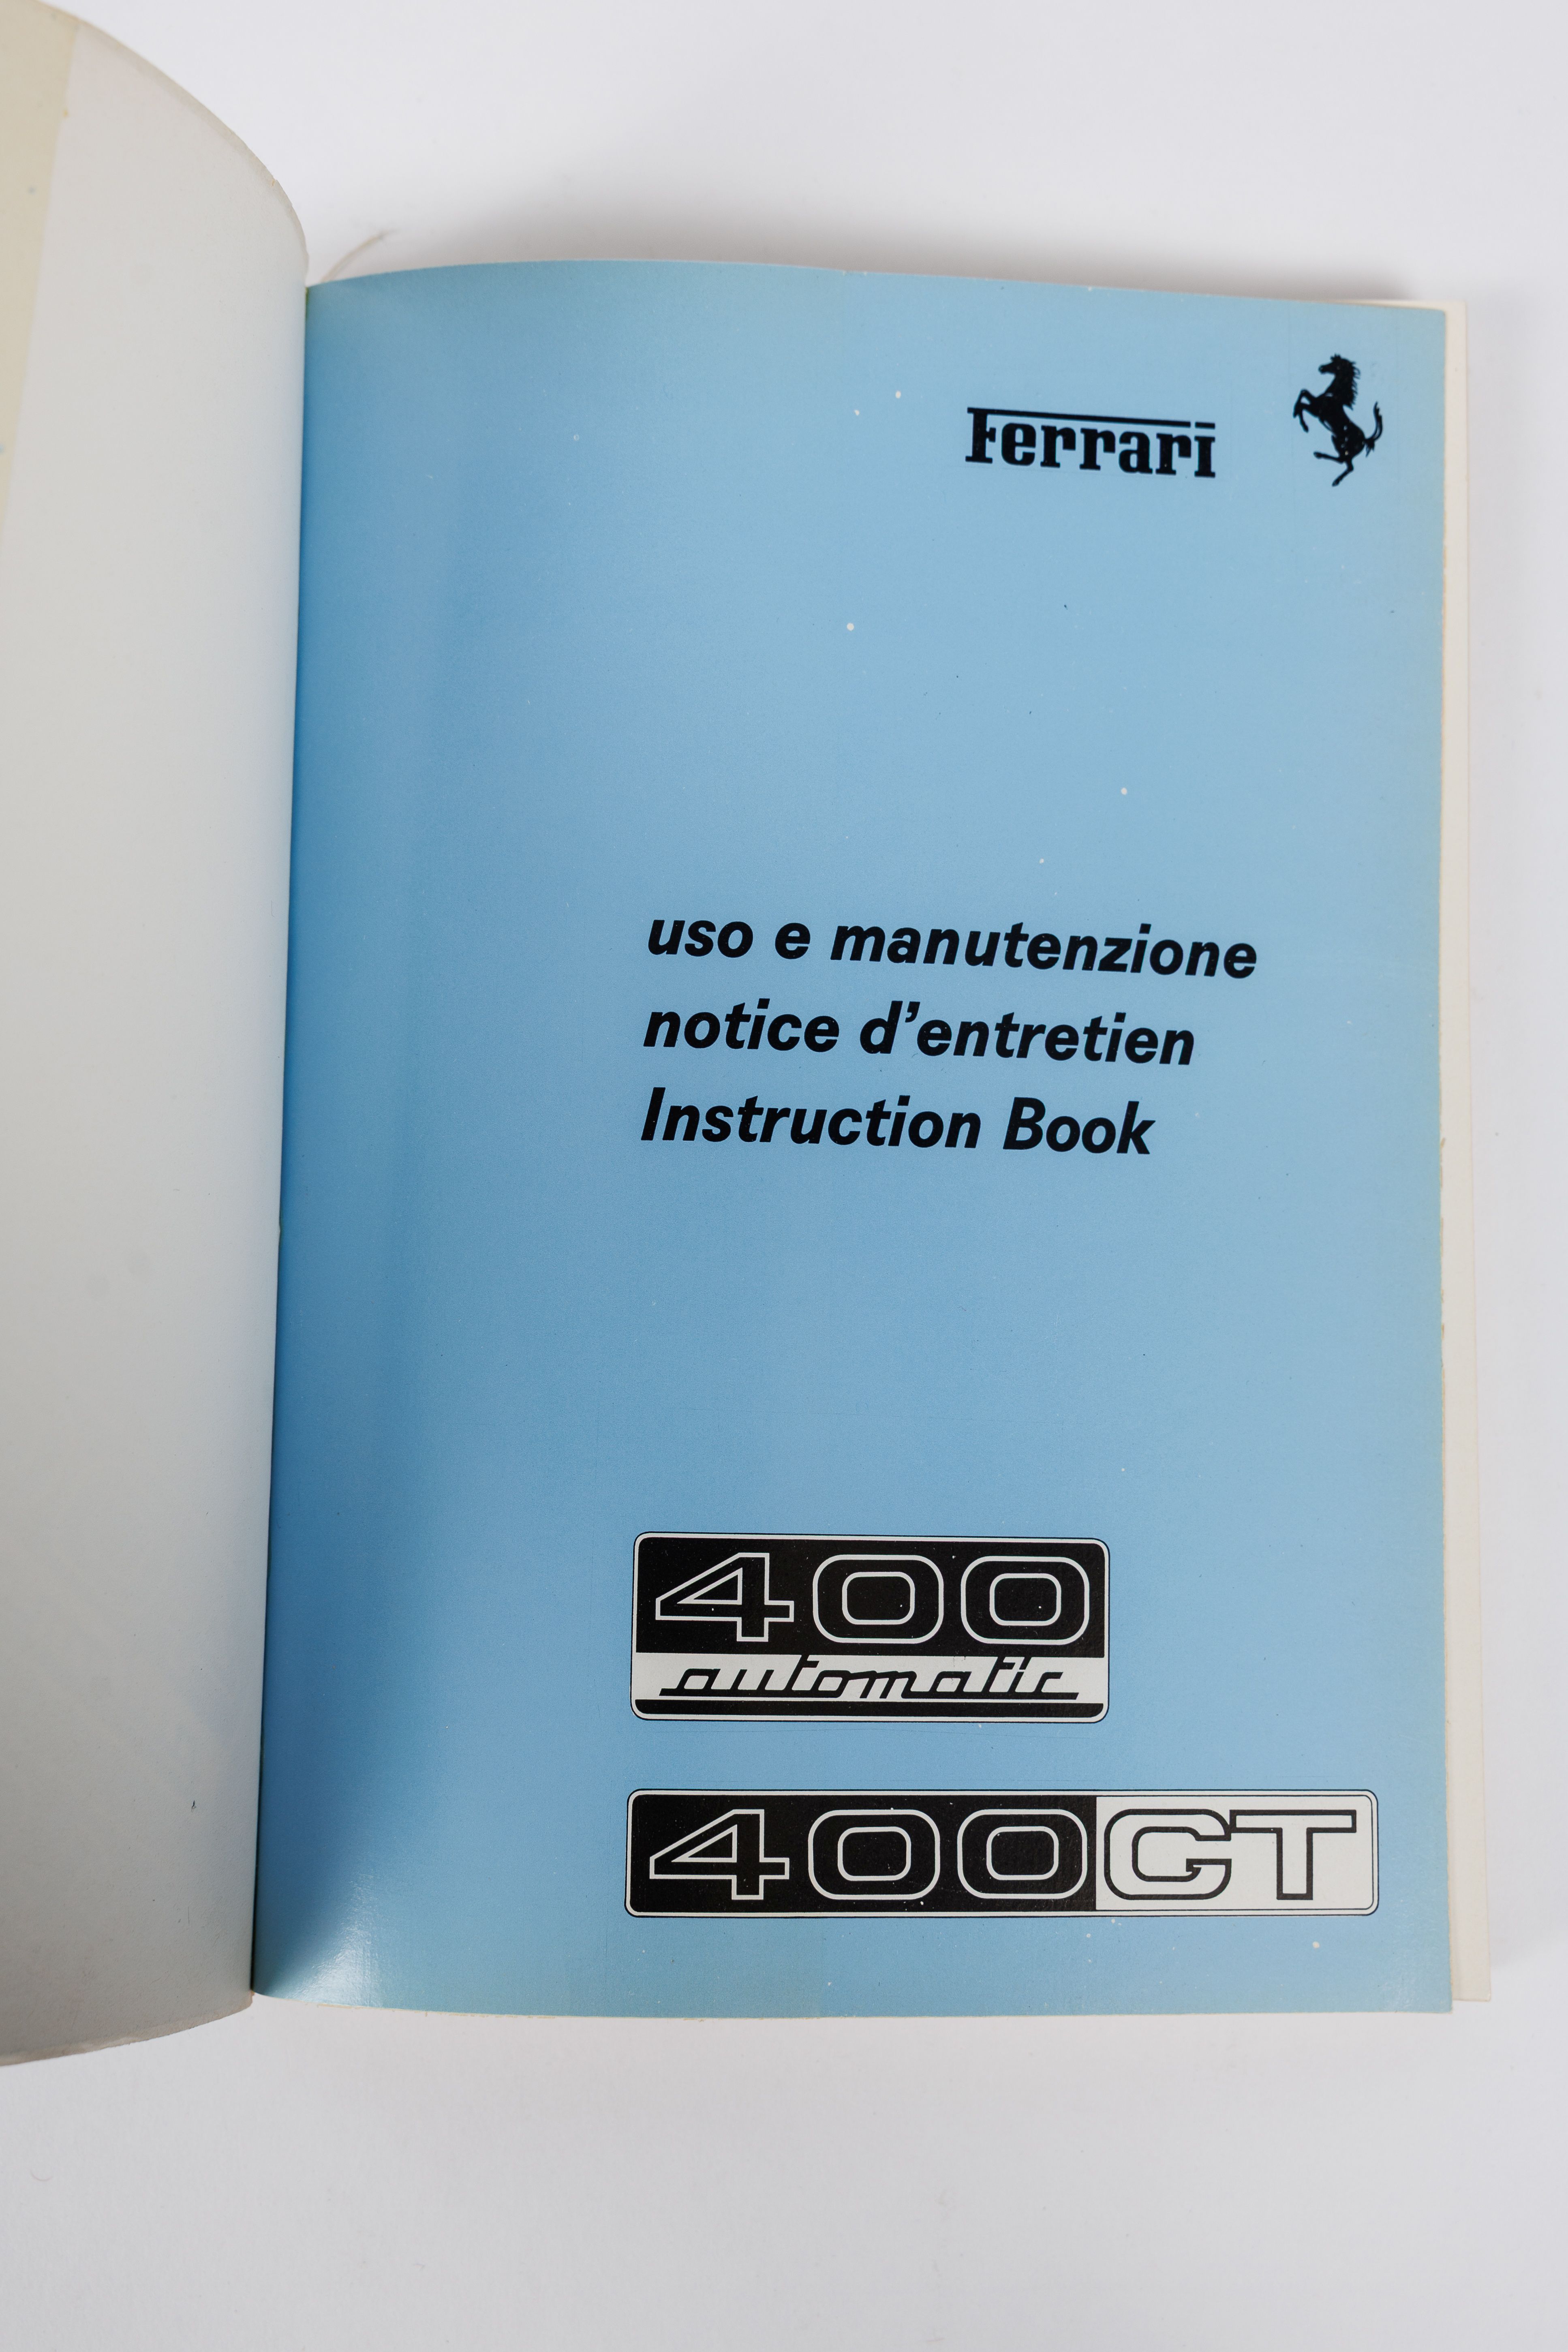 Ferrari
uso e manutenzione
notice d'entretien
Instruction Book
400
automatic
400GT